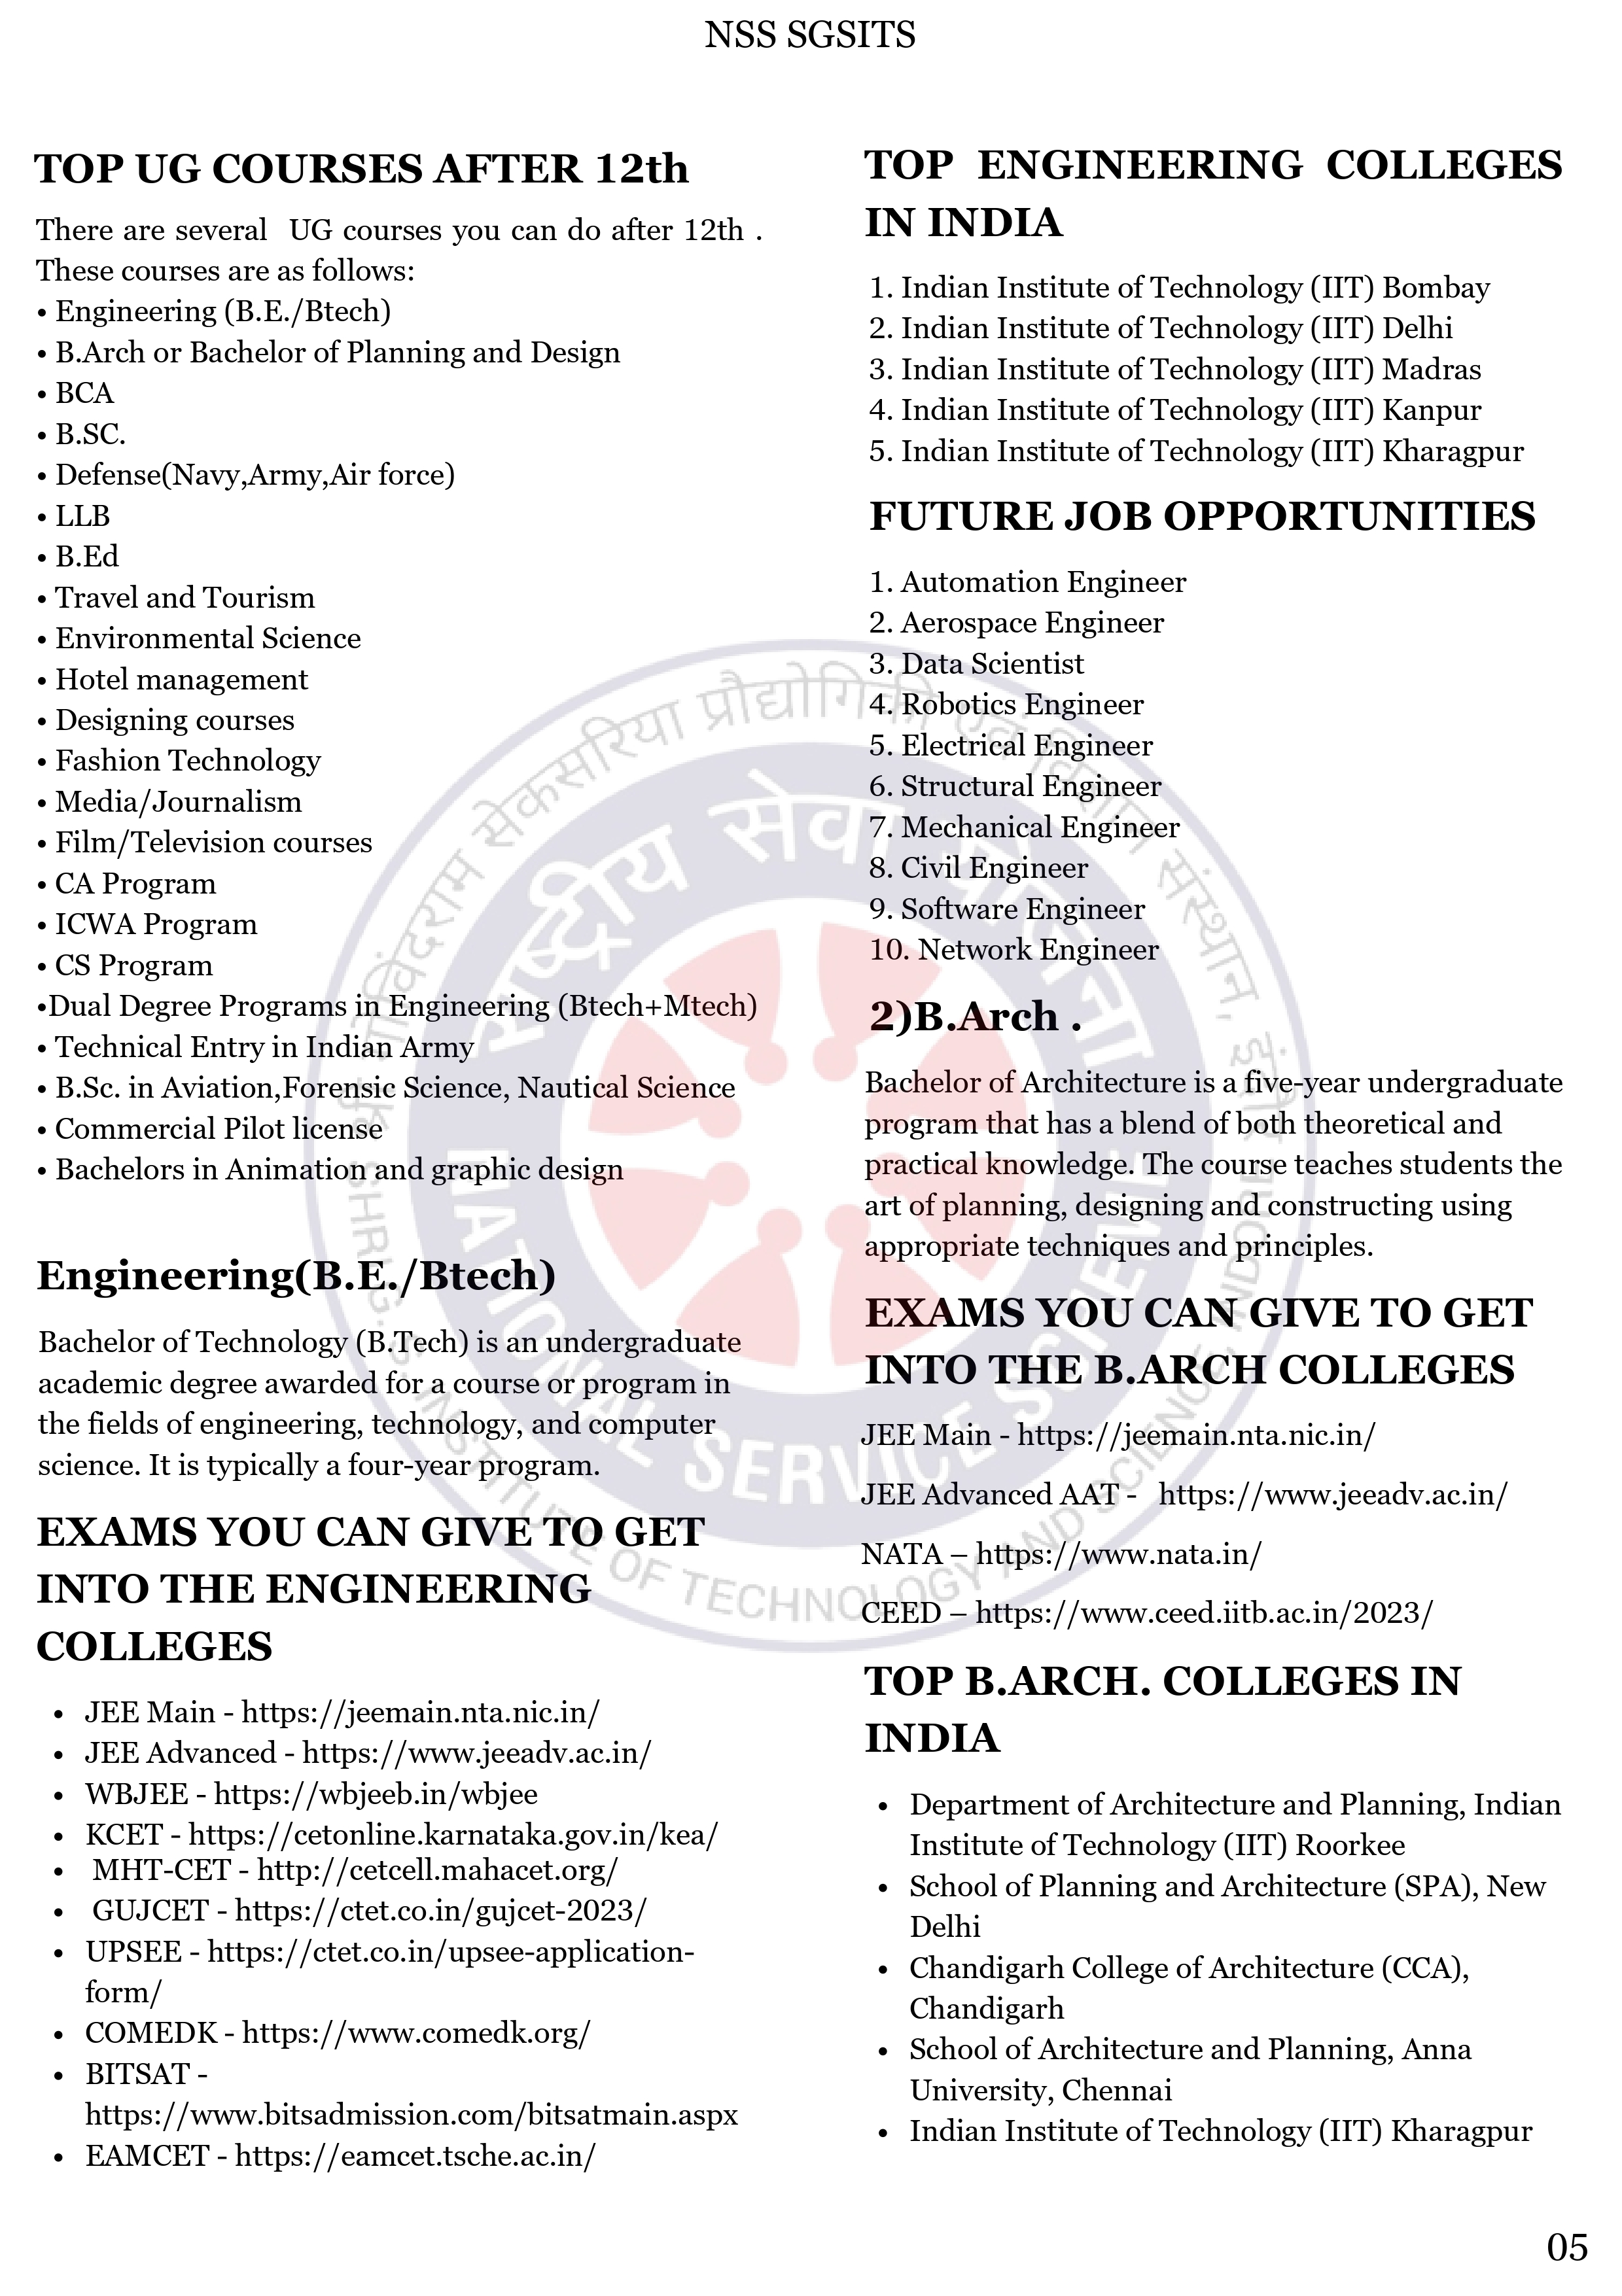 NSS SGSITS
TOP UG COURSES AFTER 12th
There are several  UG courses you can do after 12th .
These courses are as follows:
• Engineering (B.E./Btech)
• B.Arch or Bachelor of Planning and Design
• BCA
• B.SC.
• Defense(Navy,Army,Air force)
• LLB
• B.Ed
• Travel and Tourism
• Environmental Science
• Hotel management
• Designing courses
• Fashion Technology
• Media/Journalism
• Film/Television courses
• CA Program
• ICWA Program
• CS Program
•Dual Degree Programs in Engineering (Btech+Mtech)
• Technical Entry in Indian Army
• B.Sc. in Aviation,Forensic Science, Nautical Science
• Commercial Pilot license
• Bachelors in Animation and graphic design
Engineering(B.E./Btech)
Bachelor of Technology (B.Tech) is an undergraduate
academic degree awarded for a course or program in
the fields of engineering, technology, and computer
science. It is typically a four-year program.
EXAMS YOU CAN GIVE TO GET
INTO THE ENGINEERING
COLLEGES
• JEE Main - https://jeemain.nta.nic.in/
• JEE Advanced - https://www.jeeadv.ac.in/
• WBJEE - https://wbjeeb.in/wbjee
• KCET - https://cetonline.karnataka.gov.in/kea/
• MHT-CET - http://cetcell.mahacet.org/
• GUJCET - https://ctet.co.in/gujcet-2023/
• UPSEE - https://ctet.co.in/upsee-application-
form/
• COMEDK - https://www.comedk.org/
• BITSAT -
https://www.bitsadmission.com/bitsatmain.aspx
• EAMCET - https://eamcet.tsche.ac.in/
TOP ENGINEERING COLLEGES
IN INDIA
1. Indian Institute of Technology (IIT) Bombay
2. Indian Institute of Technology (IIT) Delhi
3. Indian Institute of Technology (IIT) Madras
4. Indian Institute of Technology (IIT) Kanpur
5. Indian Institute of Technology (IIT) Kharagpur
FUTURE JOB OPPORTUNITIES
1. Automation Engineer
2. Aerospace Engineer
3. Data Scientist
4. Robotics Engineer
5. Electrical Engineer
6. Structural Engineer
7. Mechanical Engineer
8. Civil Engineer
9. Software Engineer
10. Network Engineer
2)B.Arch .
Bachelor of Architecture is a five-year undergraduate
program that has a blend of both theoretical and
practical knowledge. The course teaches students the
art of planning, designing and constructing using
appropriate techniques and principles.
EXAMS YOU CAN GIVE TO GET
INTO THE B.ARCH COLLEGES
JEE Main - https://jeemain.nta.nic.in/
JEE Advanced AAT -   https://www.jeeadv.ac.in/
NATA – https://www.nata.in/
CEED – https://www.ceed.iitb.ac.in/2023/
TOP B.ARCH. COLLEGES IN
INDIA
• Department of Architecture and Planning, Indian
Institute of Technology (IIT) Roorkee
• School of Planning and Architecture (SPA), New
Delhi
• Chandigarh College of Architecture (CCA),
Chandigarh
• School of Architecture and Planning, Anna
University, Chennai
• Indian Institute of Technology (IIT) Kharagpur
श्री गोविंदराम सेकसरिया प्रौद्योगिकी एवं विज्ञान संस्थान, इंदौर
राष्ट्रीय सेवा योजना
NATIONAL SERVICE SCHEME
SHRI G. S. INSTITUTE OF TECHNOLOGY AND SCIENCE, INDORE
05